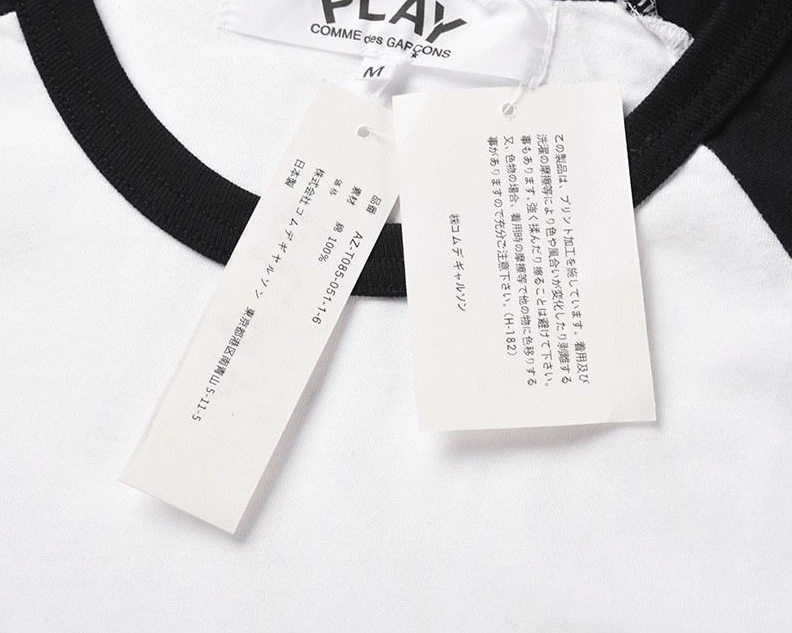 PLAY
COMME des GARÇONS
M
品番 AZ-T085-051-1-6
素材
綿 100%
株式会社コムデギャルソン 東京都港区南青山5-11-5
日本製
この製品は、プリント加工を施しています。着用及び
洗濯の摩擦等により色や風合いが変化したり剥離する
事もあります。強く揉んだり擦ることは避けて下さい。
又、色物の場合、着用時の摩擦等で他の物に色移りする
事がありますので充分ご注意下さい。(H-182)
㈱コムデギャルソン